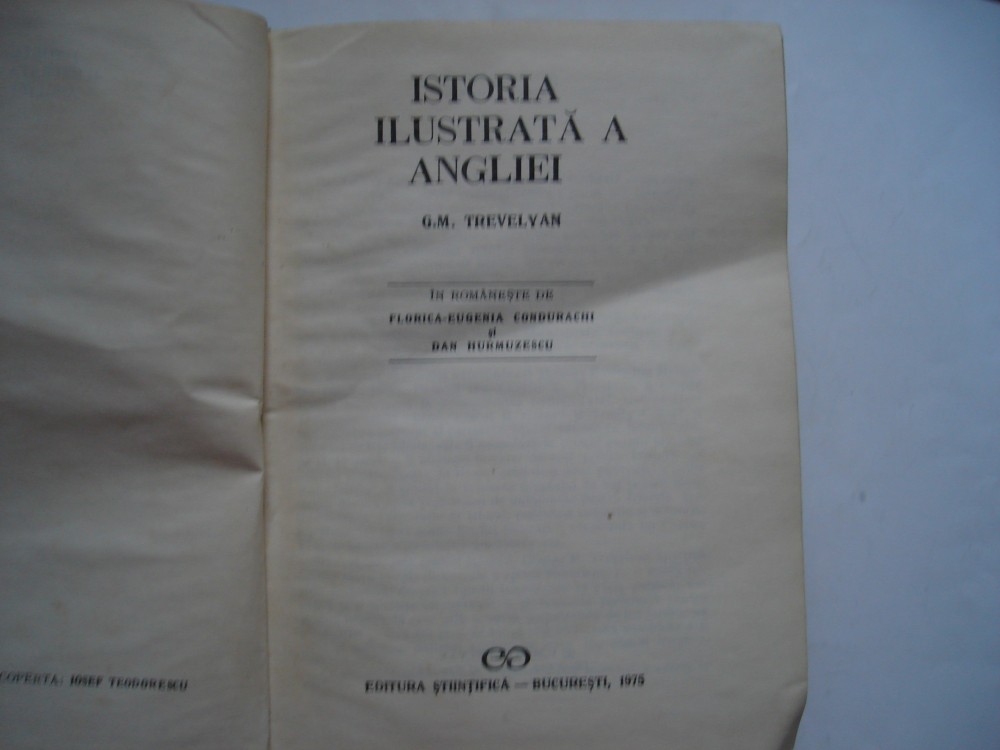 COPERTA: IOSEF TEODORESCU
ISTORIA
ILUSTRATĂ A
ANGLIEI
G.M. TREVELYAN
ÎN ROMÂNEȘTE DE
FLORICA-EUGENIA CONDURACHI
și
DAN HURMUZESCU
EDITURA ȘTIINȚIFICĂ — BUCUREȘTI, 1975